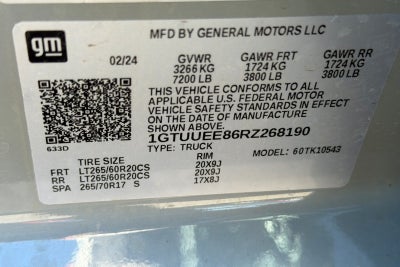 gm
MFD BY GENERAL MOTORS LLC
02/24 GVWR GAWR FRT GAWR RR
3266 KG 1724 KG 1724 KG
7200 LB 3800 LB 3800 LB
THIS VEHICLE CONFORMS TO ALL
APPLICABLE U.S. FEDERAL MOTOR
VEHICLE SAFETY STANDARDS IN EFFECT
ON THE DATE OF MANUFACTURE
SHOWN ABOVE.
1GTUUEE86RZ268190
633D TYPE: TRUCK MODEL: 60TK10543
TIRE SIZE RIM
FRT LT265/60R20CS 20X9J
RR LT265/60R20CS 20X9J
SPA 265/70R17 S 17X8J